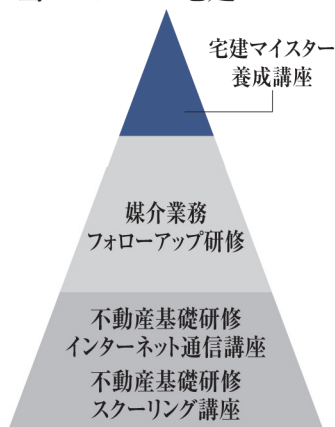 宅建マイスター
養成講座
媒介業務
フォローアップ研修
不動産基礎研修
インターネット通信講座
不動産基礎研修
スクーリング講座